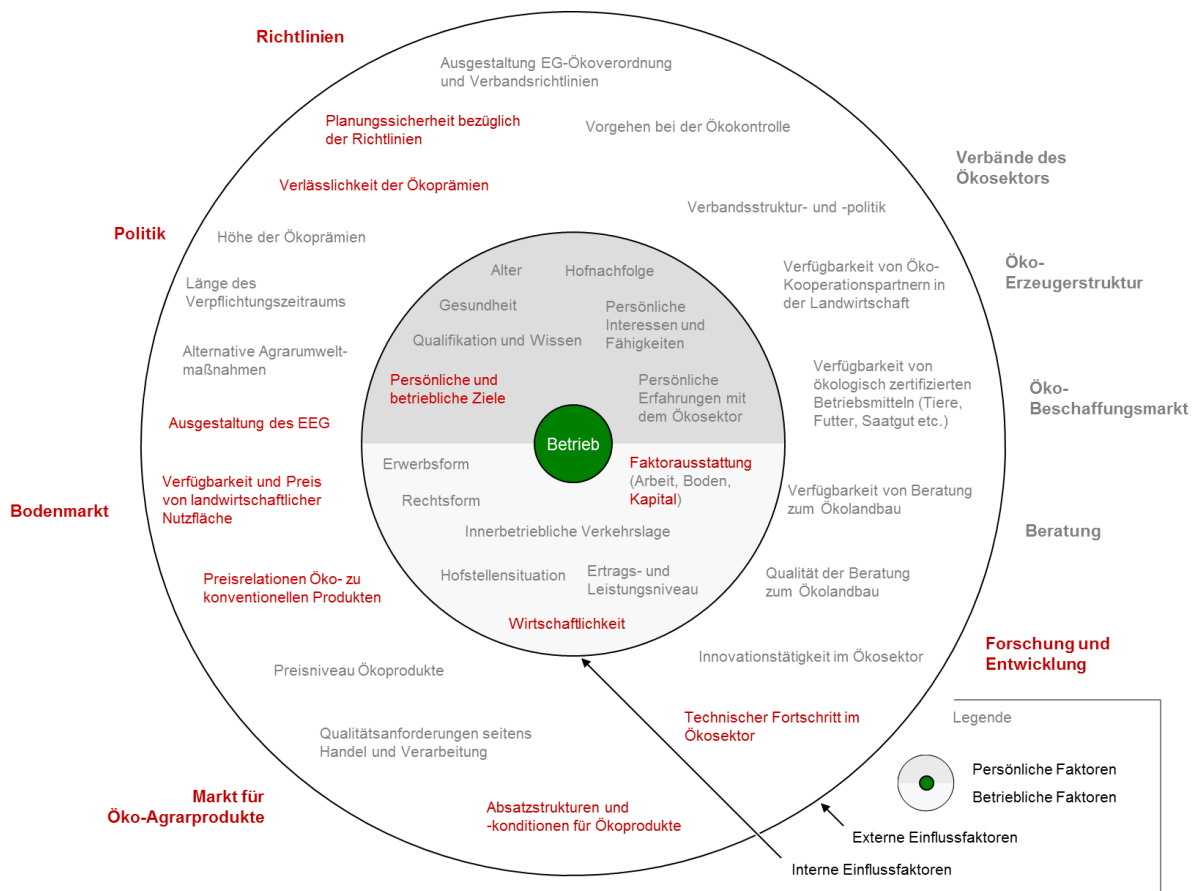 Richtlinien
Ausgestaltung EG-Ökoverordnung
und Verbandsrichtlinien
Planungssicherheit bezüglich
der Richtlinien
Vorgehen bei der Ökokontrolle
Verbände des
Ökosektors
Verlässlichkeit der Ökoprämien
Verbandsstruktur- und -politik
Politik
Höhe der Ökoprämien
Öko-
Erzeugerstruktur
Länge des
Verpflichtungszeitraums
Alter
Hofnachfolge
Verfügbarkeit von Öko-
Kooperationspartnern in
der Landwirtschaft
Gesundheit
Persönliche
Interessen und
Fähigkeiten
Qualifikation und Wissen
Alternative Agrarumwelt-
maßnahmen
Persönliche und
betriebliche Ziele
Persönliche
Erfahrungen mit
dem Ökosektor
Verfügbarkeit von
ökologisch zertifizierten
Betriebsmitteln (Tiere,
Futter, Saatgut etc.)
Öko-
Beschaffungsmarkt
Ausgestaltung des EEG
Betrieb
Erwerbsform
Faktorausstattung
(Arbeit, Boden,
Kapital)
Rechtsform
Verfügbarkeit und Preis
von landwirtschaftlicher
Nutzfläche
Bodenmarkt
Verfügbarkeit von Beratung
zum Ökolandbau
Innerbetriebliche Verkehrslage
Beratung
Preisrelationen Öko- zu
konventionellen Produkten
Hofstellensituation
Ertrags- und
Leistungsniveau
Qualität der Beratung
zum Ökolandbau
Wirtschaftlichkeit
Forschung und
Entwicklung
Preisniveau Ökoprodukte
Innovationstätigkeit im Ökosektor
Qualitätsanforderungen seitens
Handel und Verarbeitung
Technischer Fortschritt im
Ökosektor
Legende
Persönliche Faktoren
Betriebliche Faktoren
Markt für
Öko-Agrarprodukte
Absatzstrukturen und
-konditionen für Ökoprodukte
Externe Einflussfaktoren
Interne Einflussfaktoren